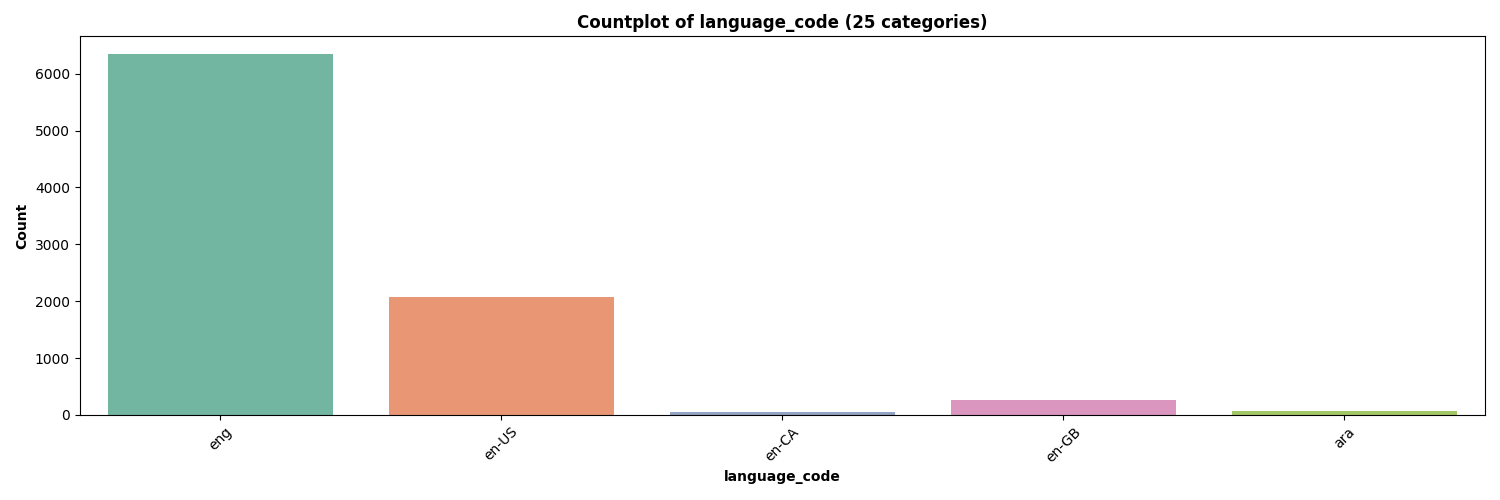 Countplot of language_code (25 categories)
6000
5000
4000
3000
2000
1000
0
Count
eng
en-US
en-CA
en-GB
ara
language_code